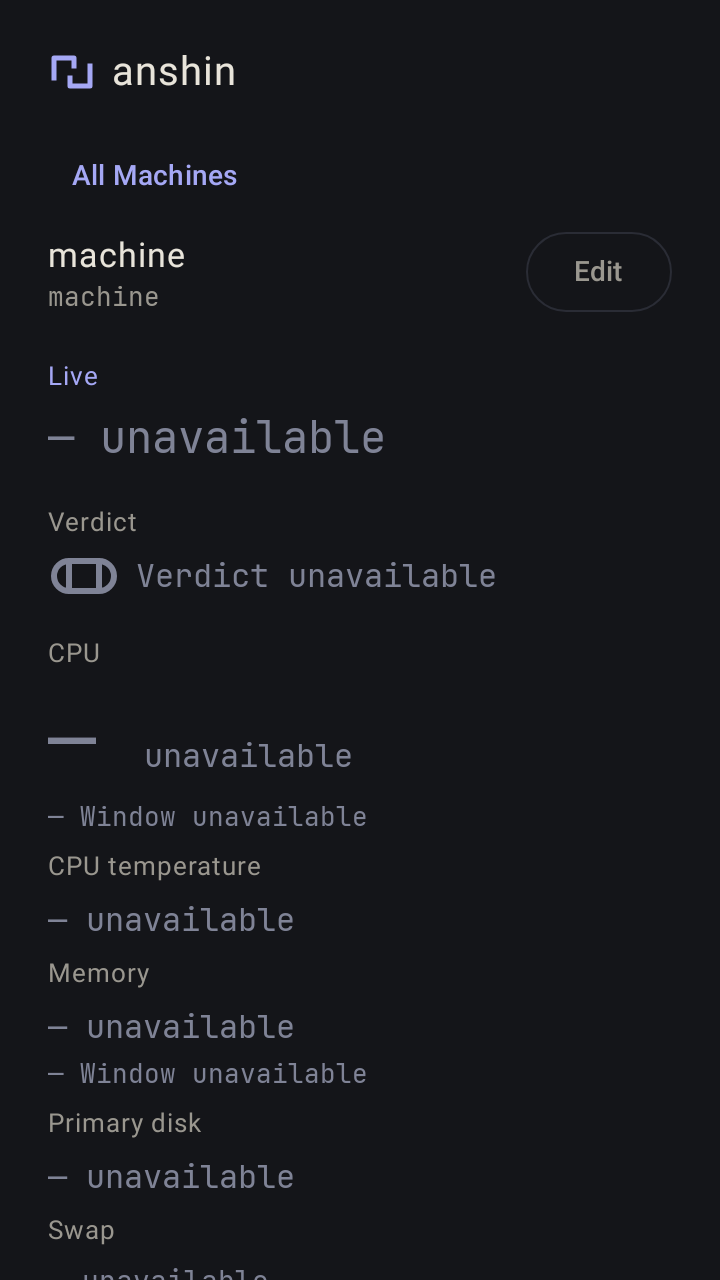 anshin
All Machines
machine
Edit
machine
Live
— unavailable
Verdict
Verdict unavailable
CPU
— unavailable
— Window unavailable
CPU temperature
— unavailable
Memory
— unavailable
— Window unavailable
Primary disk
— unavailable
Swap
unavailable